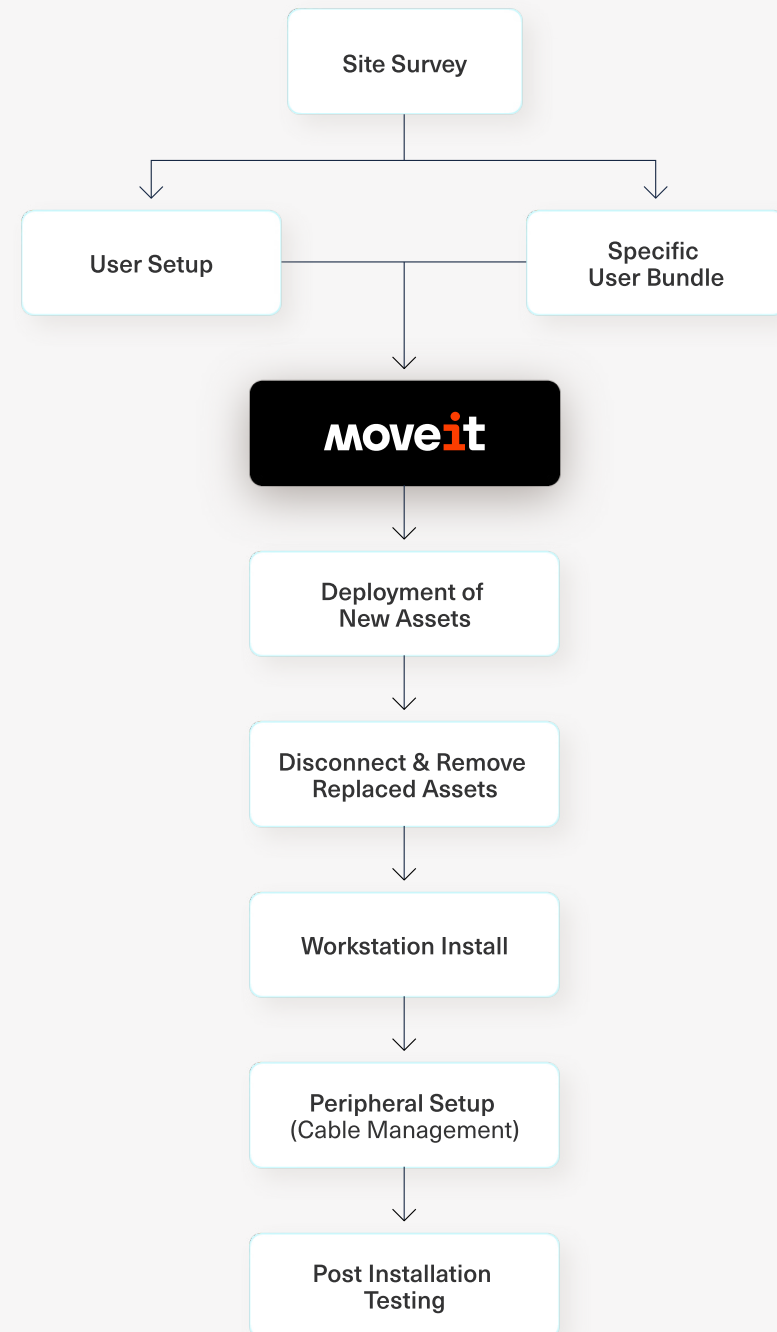 Site Survey
User Setup
Specific
User Bundle
moveit
Deployment of
New Assets
Disconnect & Remove
Replaced Assets
Workstation Install
Peripheral Setup
(Cable Management)
Post Installation
Testing